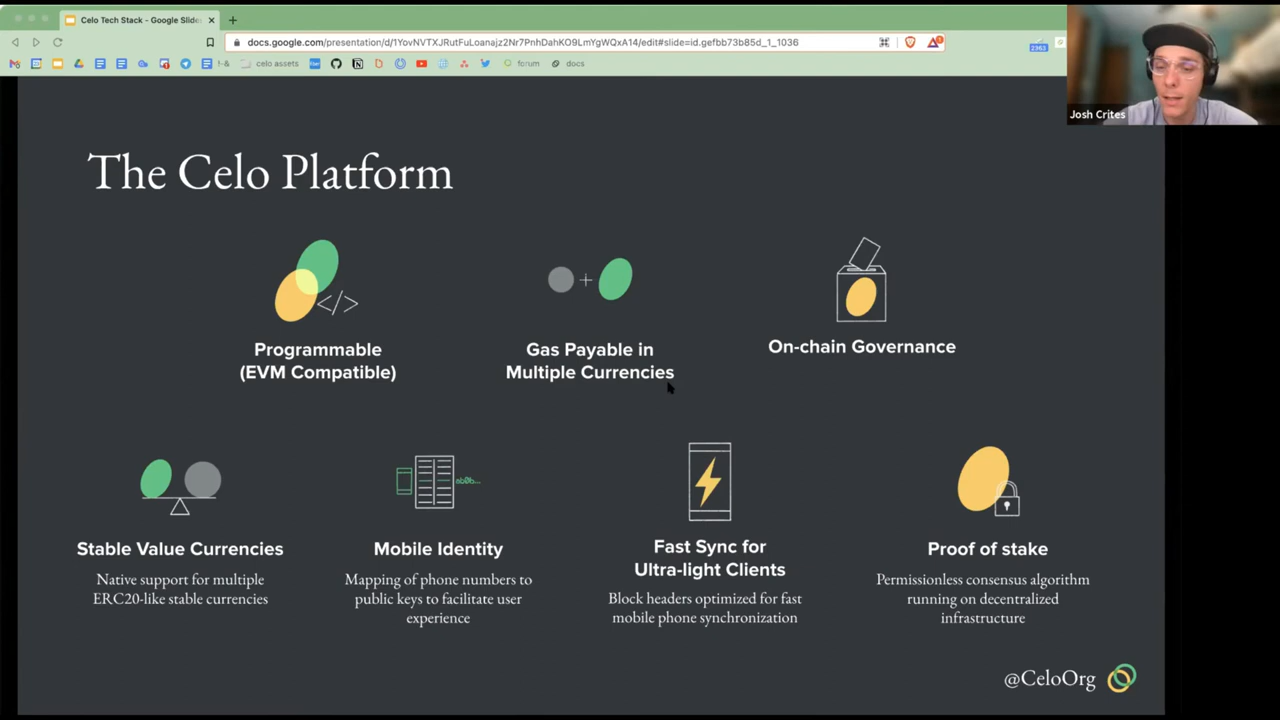 Celo Tech Stack - Google Slide
docs.google.com/presentation/d/1YovNVTXJRutFuLoanajz2Nr7PnhDahKO9LmYgWQxA14/edit#slide=id.gefbb73b85d_1_1036
2363
celo assets
forum
docs
Josh Crites
The Celo Platform
Programmable
(EVM Compatible)
Gas Payable in
Multiple Currencies
On-chain Governance
Stable Value Currencies
Native support for multiple
ERC20-like stable currencies
Mobile Identity
Mapping of phone numbers to
public keys to facilitate user
experience
Fast Sync for
Ultra-light Clients
Block headers optimized for fast
mobile phone synchronization
Proof of stake
Permissionless consensus algorithm
running on decentralized
infrastructure
@CeloOrg